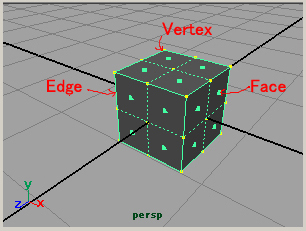 Vertex
Edge
Face
y
z x
persp